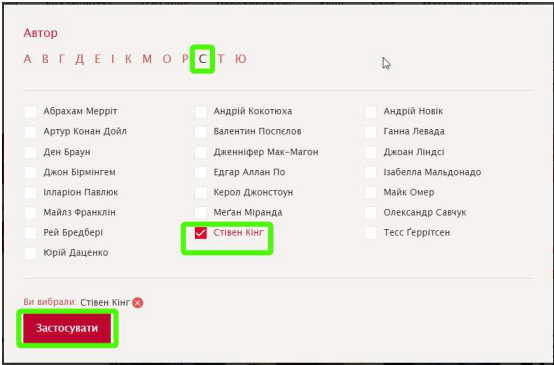 Автор
А В Г Д Е І К М О Р С Т Ю
Абрахам Мерріт Андрій Кокотюха Андрій Новік
Артур Конан Дойл Валентин Поспєлов Ганна Левада
Ден Браун Дженніфер Мак-Магон Джоан Ліндсі
Джон Бірмінгем Едгар Аллан По Ізабелла Мальдонадо
Ілларіон Павлюк Керол Джонстоун Майк Омер
Майлз Франклін Меґан Міранда Олександр Савчук
Рей Бредбері Стівен Кінг Тесс Ґеррітсен
Юрій Даценко
Ви вибрали: Стівен Кінг
Застосувати